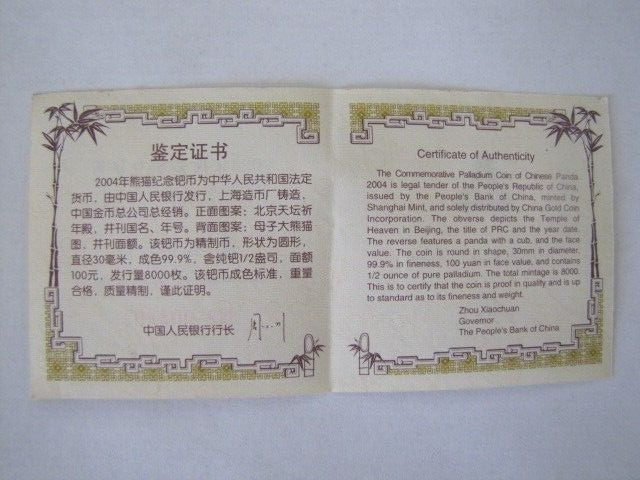 鉴定证书
2004年熊猫纪念钯币为中华人民共和国法定
货币，由中国人民银行发行，上海造币厂铸造，
中国金币总公司总经销。正面图案：北京天坛祈
年殿，并刊国名、年号。背面图案：母子大熊猫
图，并刊面额。该钯币为精制币，形状为圆形，
直径30毫米，成色99.9%，含纯钯1/2盎司，面额
100元，发行量8000枚。该钯币成色标准，重量
合格，质量精制，谨此证明。
中国人民银行行长
Certificate of Authenticity
The Commemorative Palladium Coin of Chinese Panda
2004 is legal tender of the People's Republic of China,
issued by the People's Bank of China, minted by
Shanghai Mint, and solely distributed by China Gold Coin
Incorporation. The obverse depicts the Temple of
Heaven in Beijing, the title of PRC and the year date.
The reverse features a panda with a cub, and the face
value. The coin is round in shape, 30mm in diameter,
99.9% in fineness, 100 yuan in face value, and contains
1/2 ounce of pure palladium. The total mintage is 8000.
This is to certify that the coin is proof in quality and is up
to standard as to its fineness and weight.
Zhou Xiaochuan
Governor
The People's Bank of China